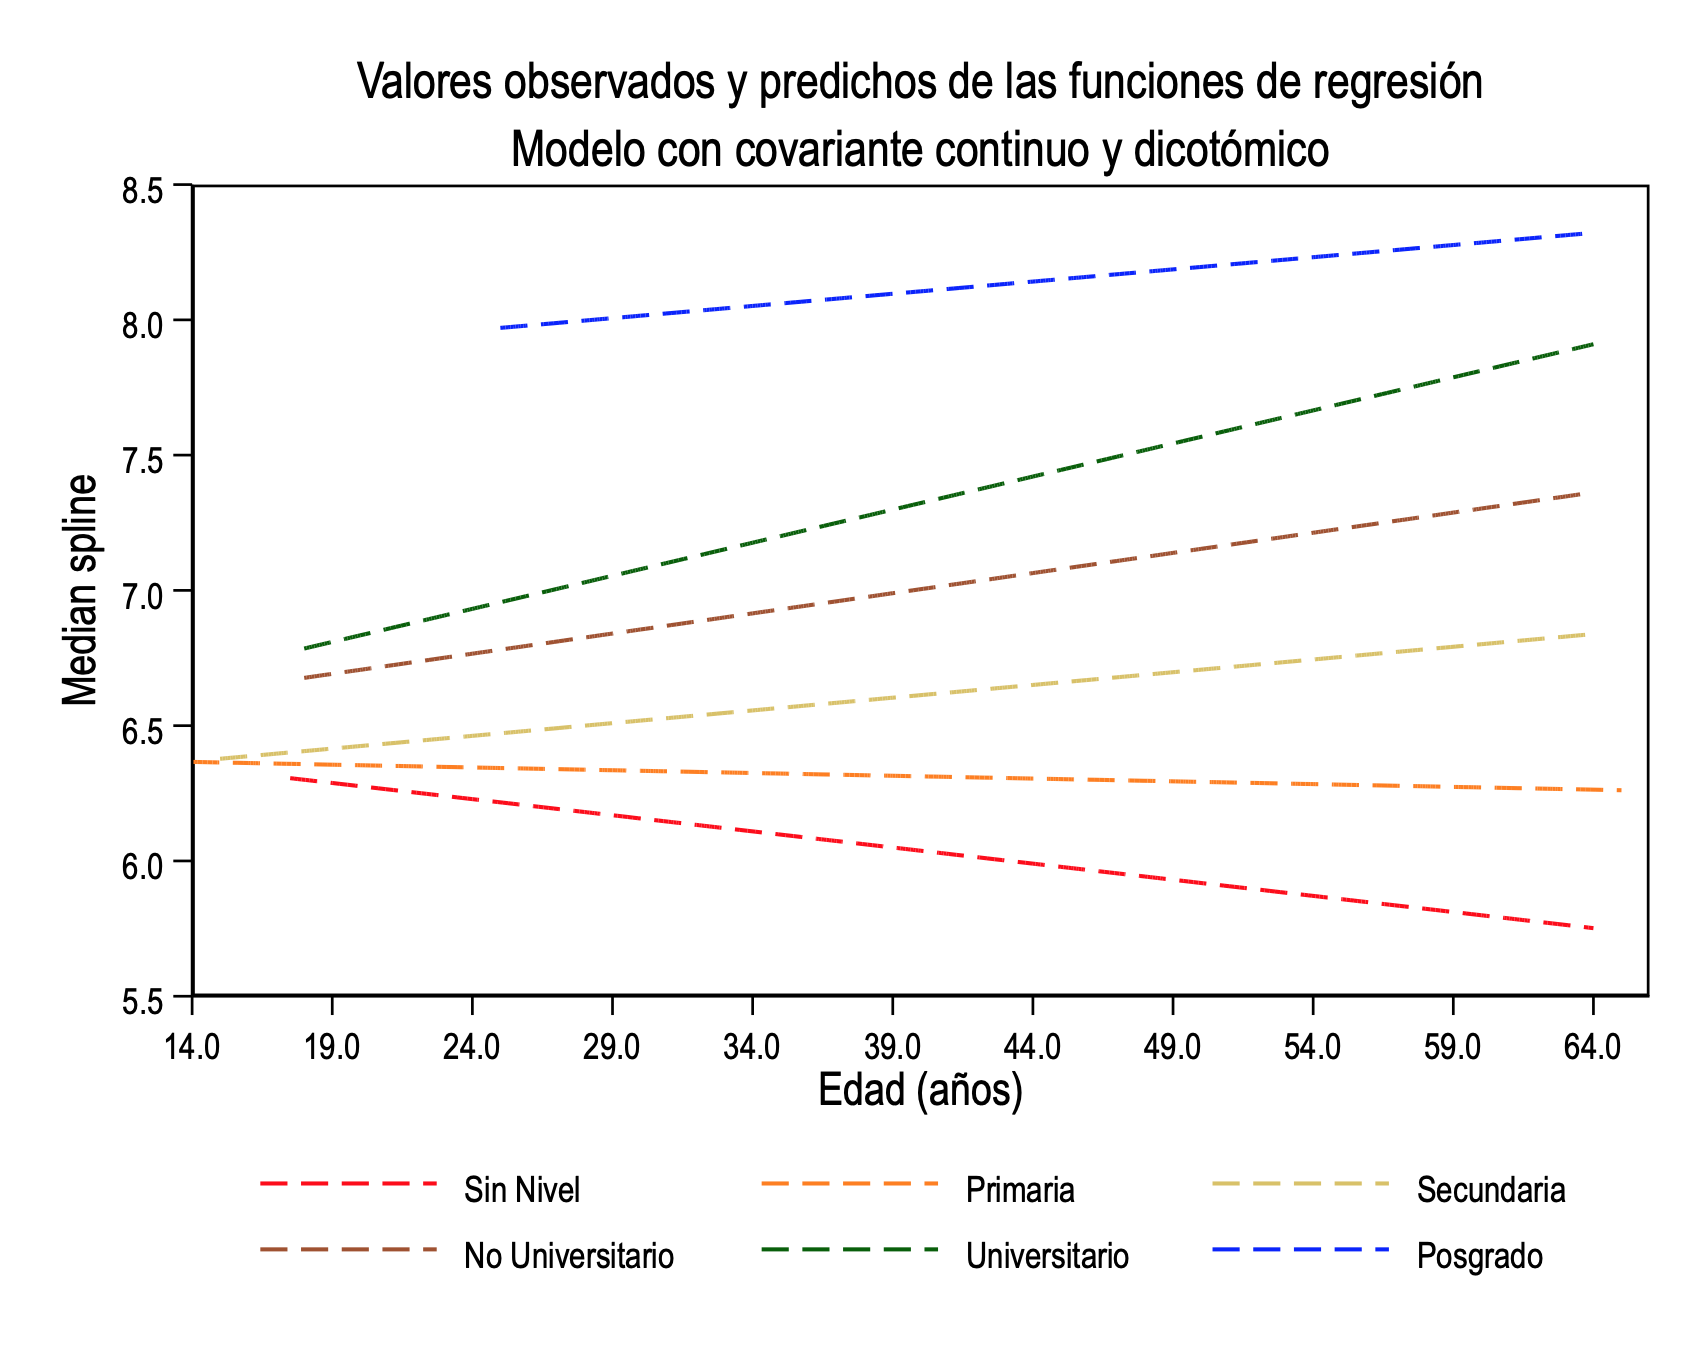 Valores observados y predichos de las funciones de regresión
Modelo con covariante continuo y dicotómico
8.5
8.0
7.5
7.0
6.5
6.0
5.5
Median spline
14.0 19.0 24.0 29.0 34.0 39.0 44.0 49.0 54.0 59.0 64.0
Edad (años)
Sin Nivel Primaria Secundaria
No Universitario Universitario Posgrado